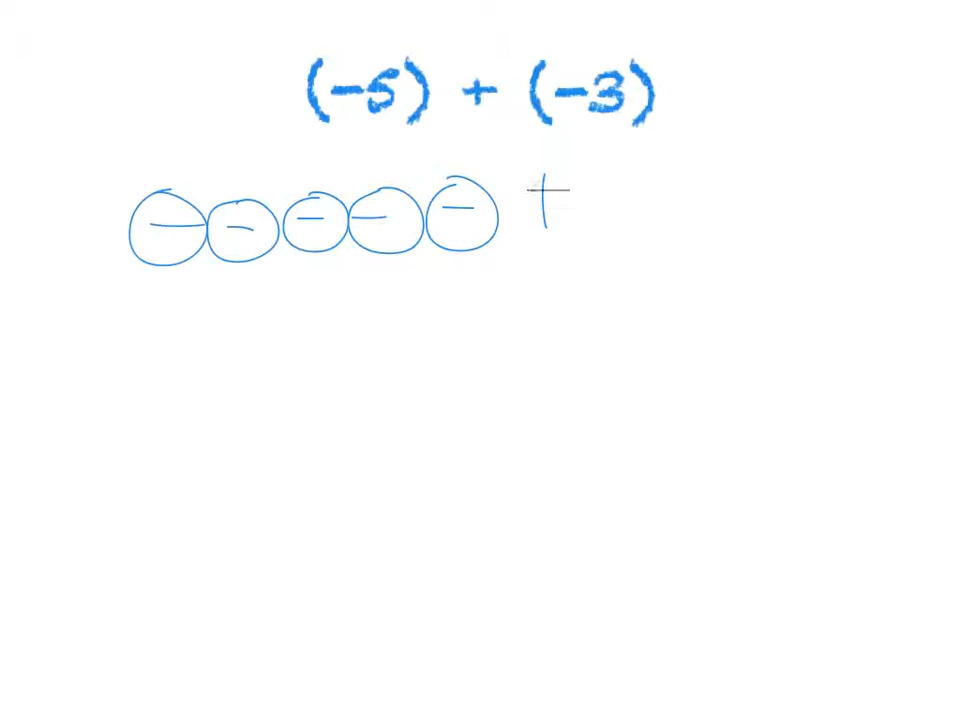 (-5) + (-3)
- - - - - +